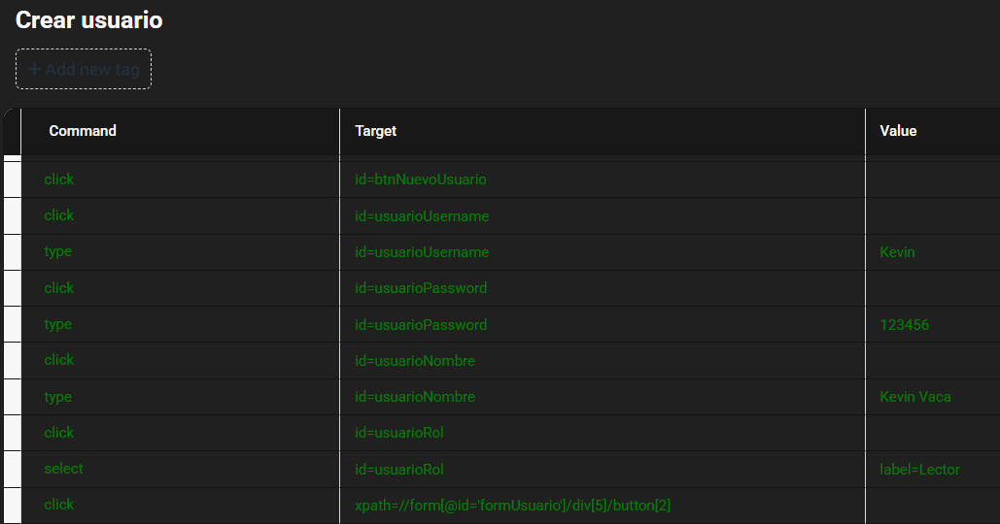 Crear usuario
+ Add new tag
Command Target Value
click id=btnNuevoUsuario
click id=usuarioUsername
type id=usuarioUsername Kevin
click id=usuarioPassword
type id=usuarioPassword 123456
click id=usuarioNombre
type id=usuarioNombre Kevin Vaca
click id=usuarioRol
select id=usuarioRol label=Lector
click xpath=//form[@id='formUsuario']/div[5]/button[2]